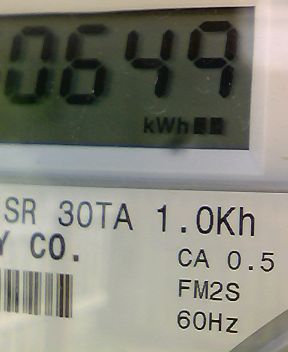 0649
kWh
SR 30TA 1.0Kh
Y CO.
CA 0.5
FM2S
60Hz